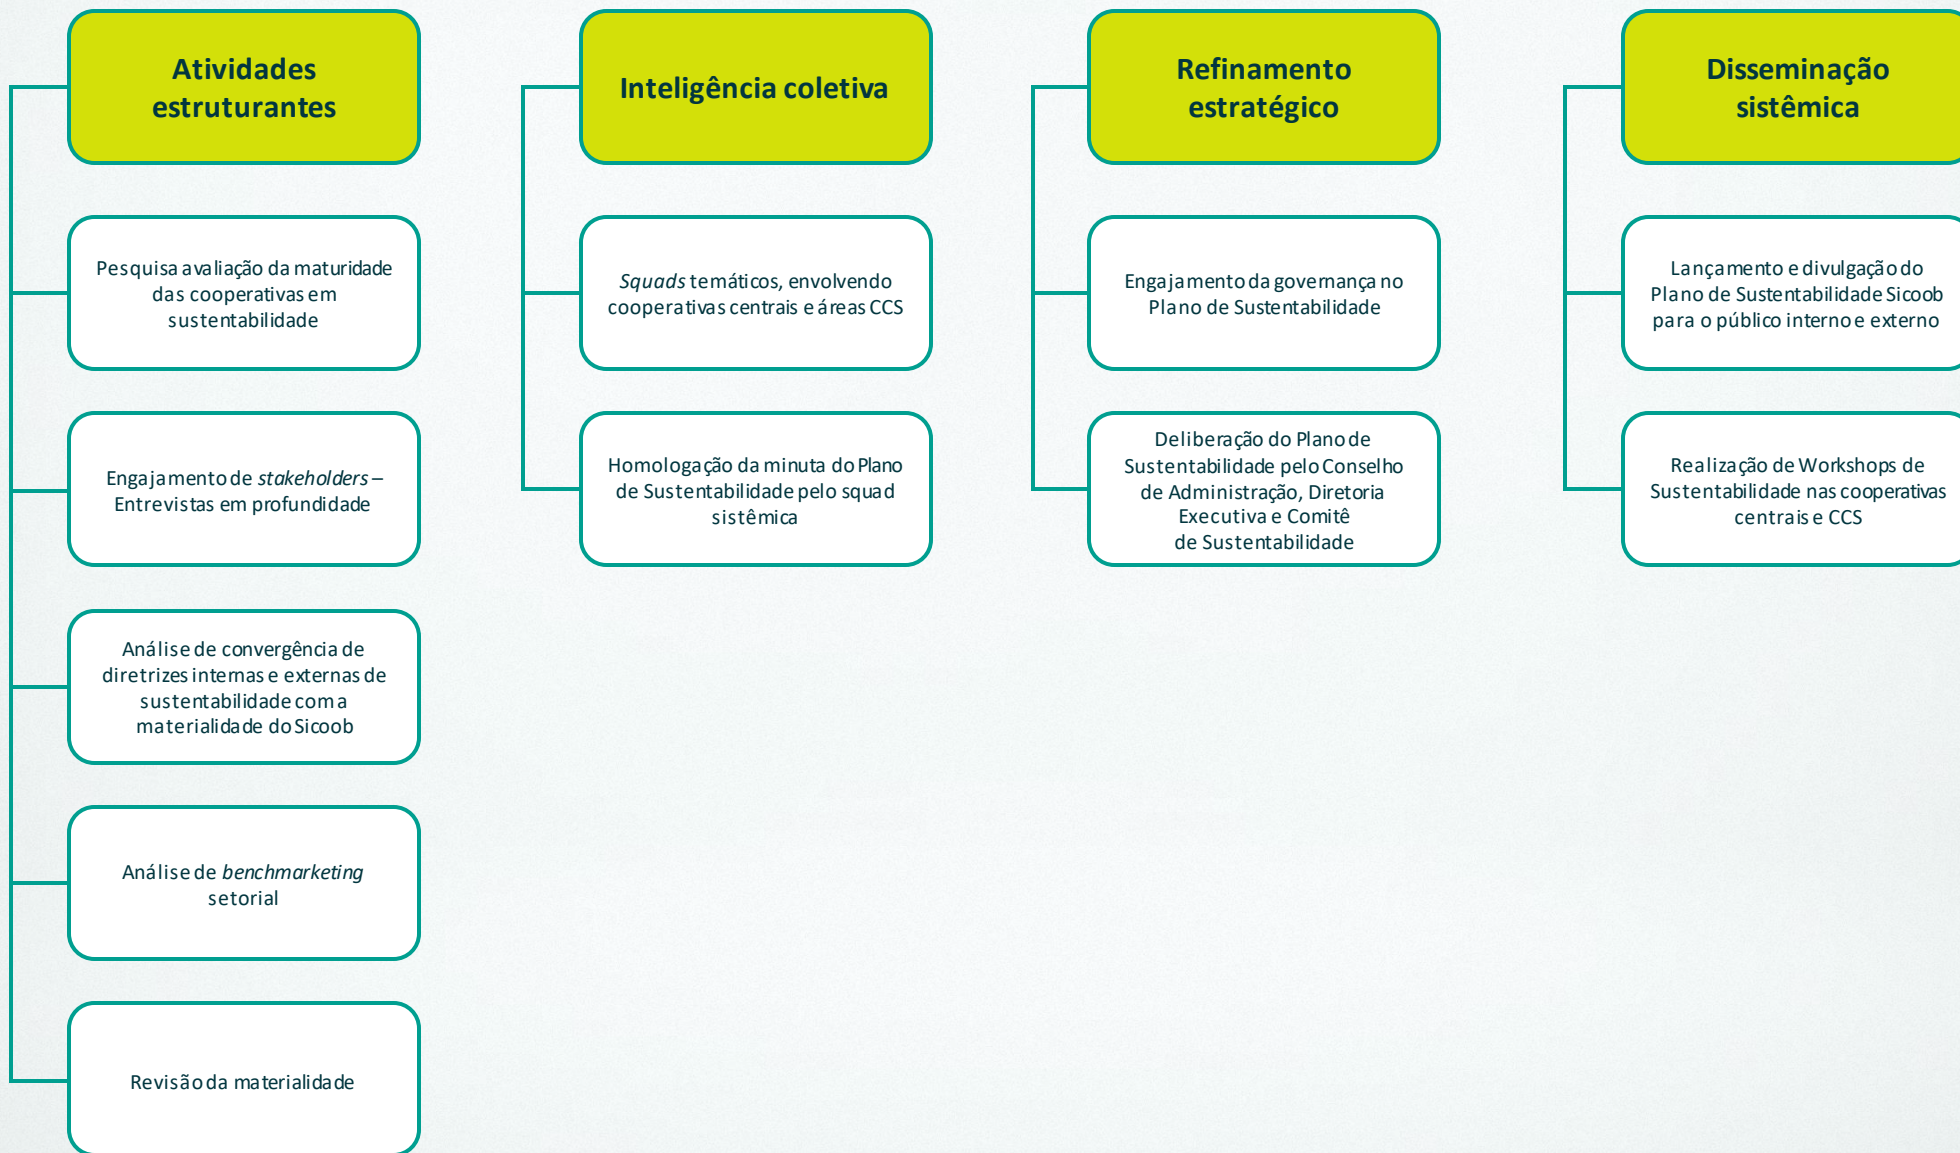 Atividades
estruturantes
Pesquisa avaliação da maturidade
das cooperativas em
sustentabilidade
Engajamento de stakeholders –
Entrevistas em profundidade
Análise de convergência de
diretrizes internas e externas de
sustentabilidade com a
materialidade do Sicoob
Análise de benchmarketing
setorial
Revisão da materialidade
Inteligência coletiva
Squads temáticos, envolvendo
cooperativas centrais e áreas CCS
Homologação da minuta do Plano
de Sustentabilidade pelo squad
sistêmica
Refinamento
estratégico
Engajamento da governança no
Plano de Sustentabilidade
Deliberação do Plano de
Sustentabilidade pelo Conselho
de Administração, Diretoria
Executiva e Comitê
de Sustentabilidade
Disseminação
sistêmica
Lançamento e divulgação do
Plano de Sustentabilidade Sicoob
para o público interno e externo
Realização de Workshops de
Sustentabilidade nas cooperativas
centrais e CCS